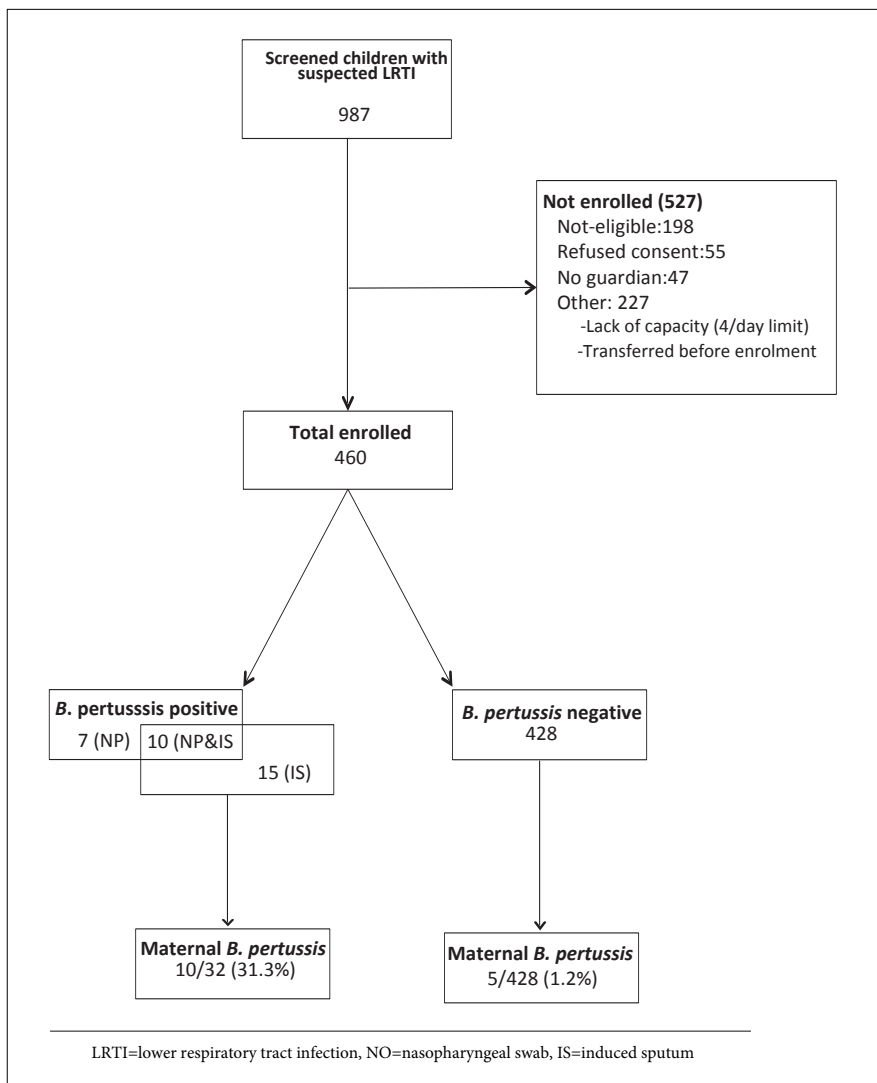 Screened children with
suspected LRTI
987
Not enrolled (527)
Not-eligible:198
Refused consent:55
No guardian:47
Other: 227
-Lack of capacity (4/day limit)
-Transferred before enrolment
Total enrolled
460
B. pertusssis positive
7 (NP) 10 (NP&IS
15 (IS)
B. pertussis negative
428
Maternal B. pertussis
10/32 (31.3%)
Maternal B. pertussis
5/428 (1.2%)
LRTI=lower respiratory tract infection, NO=nasopharyngeal swab, IS=induced sputum